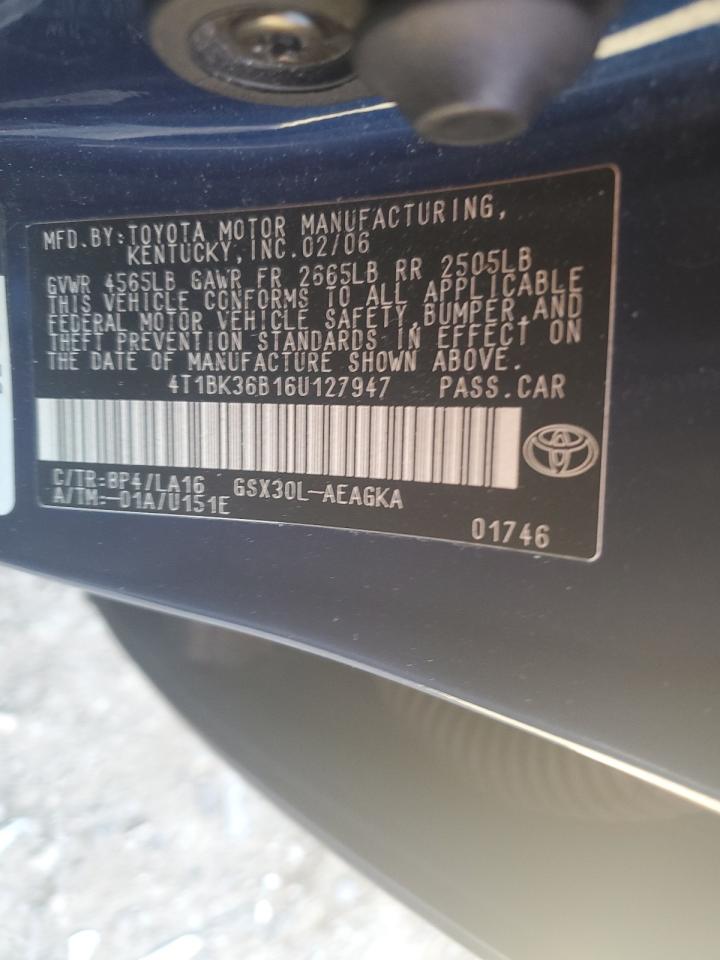 MFD.BY:TOYOTA MOTOR MANUFACTURING,
KENTUCKY,INC.02/06
GVWR 4565LB GAWR FR 2665LB RR 2505LB
THIS VEHICLE CONFORMS TO ALL APPLICABLE
FEDERAL MOTOR VEHICLE SAFETY,BUMPER,AND
THEFT PREVENTION STANDARDS IN EFFECT ON
THE DATE OF MANUFACTURE SHOWN ABOVE.
4T1BK36B16U127947 PASS.CAR
C/TR:8P4/LA16 GSX30L-AEAGKA
A/TM:-01A/U151E
01746